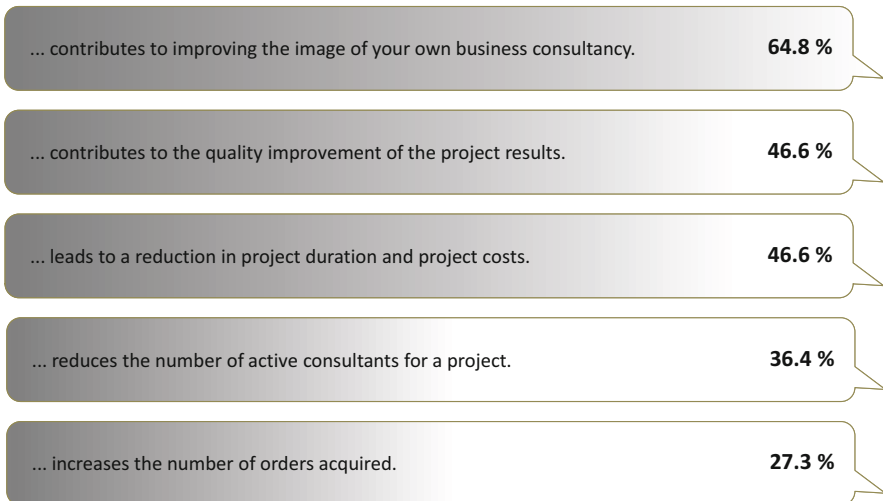 ... contributes to improving the image of your own business consultancy. 64.8 %
... contributes to the quality improvement of the project results. 46.6 %
... leads to a reduction in project duration and project costs. 46.6 %
... reduces the number of active consultants for a project. 36.4 %
... increases the number of orders acquired. 27.3 %